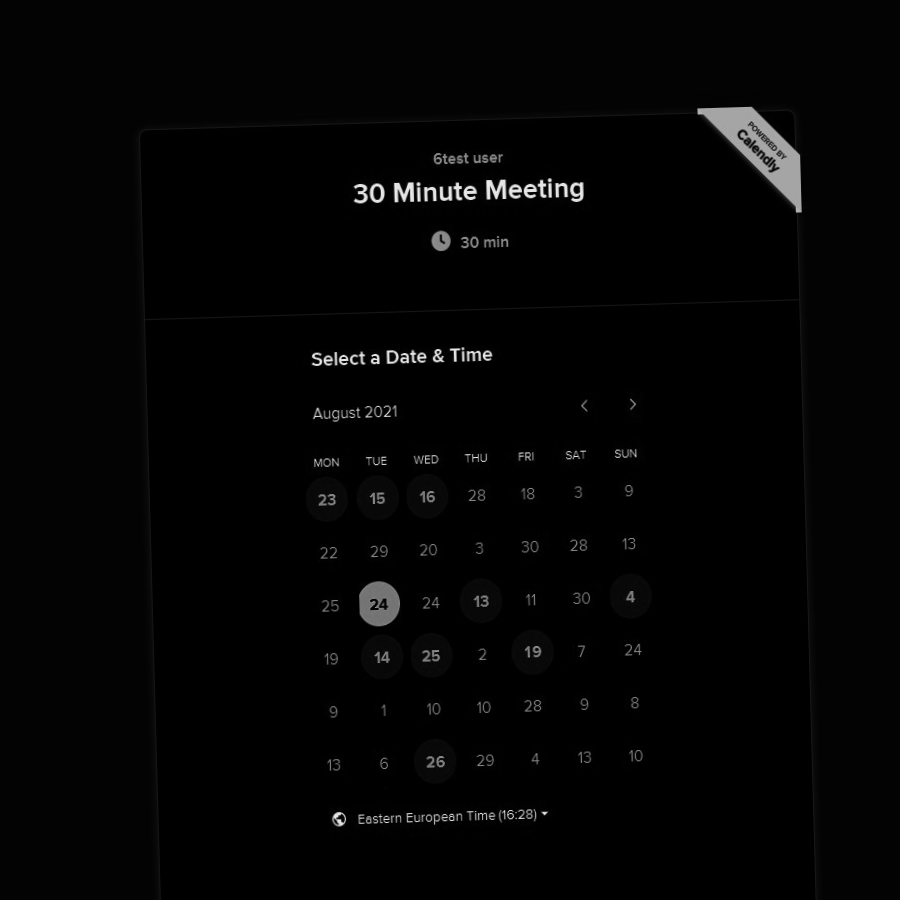 POWERED BY
Calendly
6test user
30 Minute Meeting
30 min
Select a Date & Time
August 2021
MON TUE WED THU FRI SAT SUN
23 15 16 28 18 3 9
22 29 20 3 30 28 13
25 24 24 13 11 30 4
19 14 25 2 19 7 24
9 1 10 10 28 9 8
13 6 26 29 4 13 10
Eastern European Time (16:28)